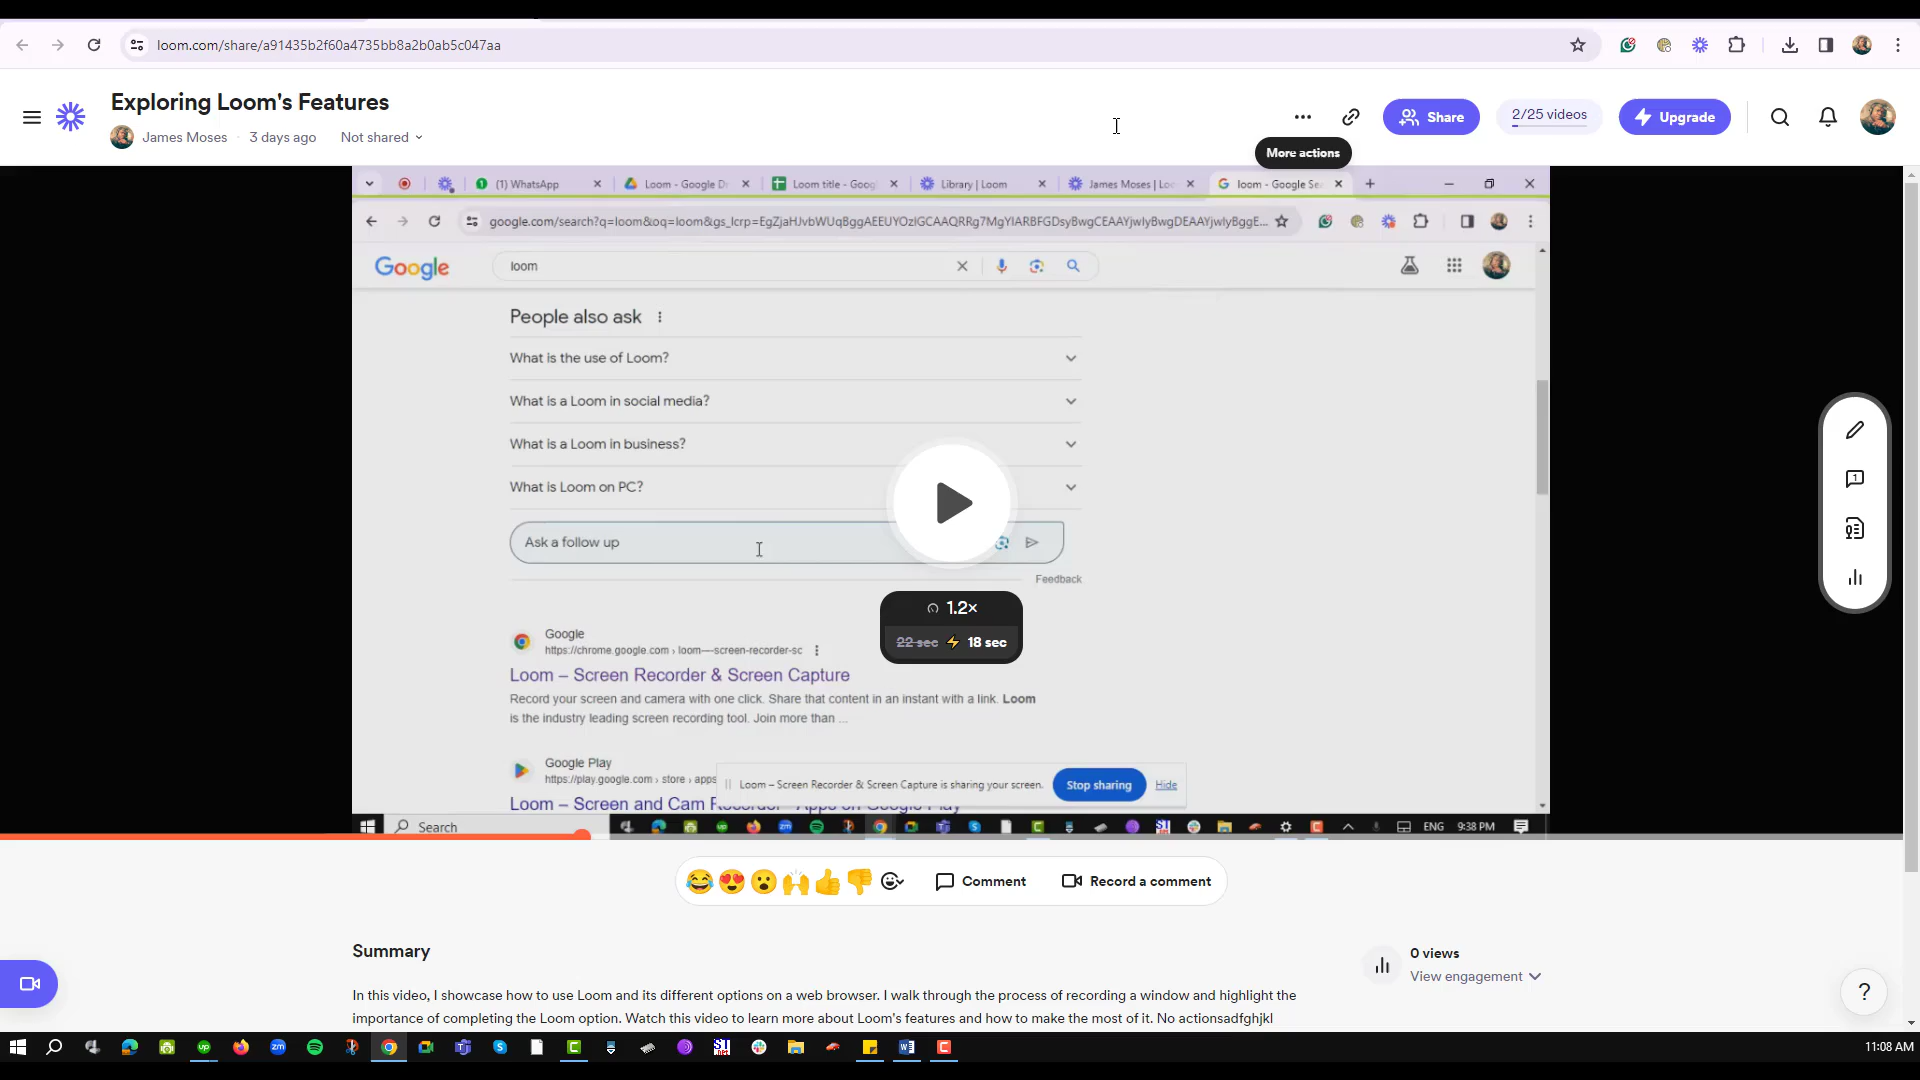 loom.com/share/a91435b2f60a4735bb8a2b0ab5c047aa
Exploring Loom's Features
James Moses · 3 days ago Not shared
Share
2/25 videos
Upgrade
More actions
(1) WhatsApp
Loom - Google D
Loom title - Goog
Library | Loom
James Moses | Loo
loom - Google Sea
google.com/search?q=loom&oq=loom&gs_lcrp=
Google
loom
People also ask
What is the use of Loom?
What is a Loom in social media?
What is a Loom in business?
What is Loom on PC?
Ask a follow up
Feedback
1.2×
22 sec ⚡ 18 sec
Google
https://chrome.google.com › loom-–-screen-recorder-sc
Loom – Screen Recorder & Screen Capture
Record your screen and camera with one click. Share that content in an instant with a link. Loom
is the industry leading screen recording tool. Join more than ...
Google Play
https://play.google.com › store › apps
Loom – Screen and Cam Recorder - Apps on Google Play
Loom – Screen Recorder & Screen Capture is sharing your screen.
Stop sharing
Hide
Search
ENG 9:38 PM
Comment
Record a comment
Summary
0 views
View engagement
In this video, I showcase how to use Loom and its different options on a web browser. I walk through the process of recording a window and highlight the
importance of completing the Loom option. Watch this video to learn more about Loom's features and how to make the most of it. No actionsadfghjkl
?
11:08 AM